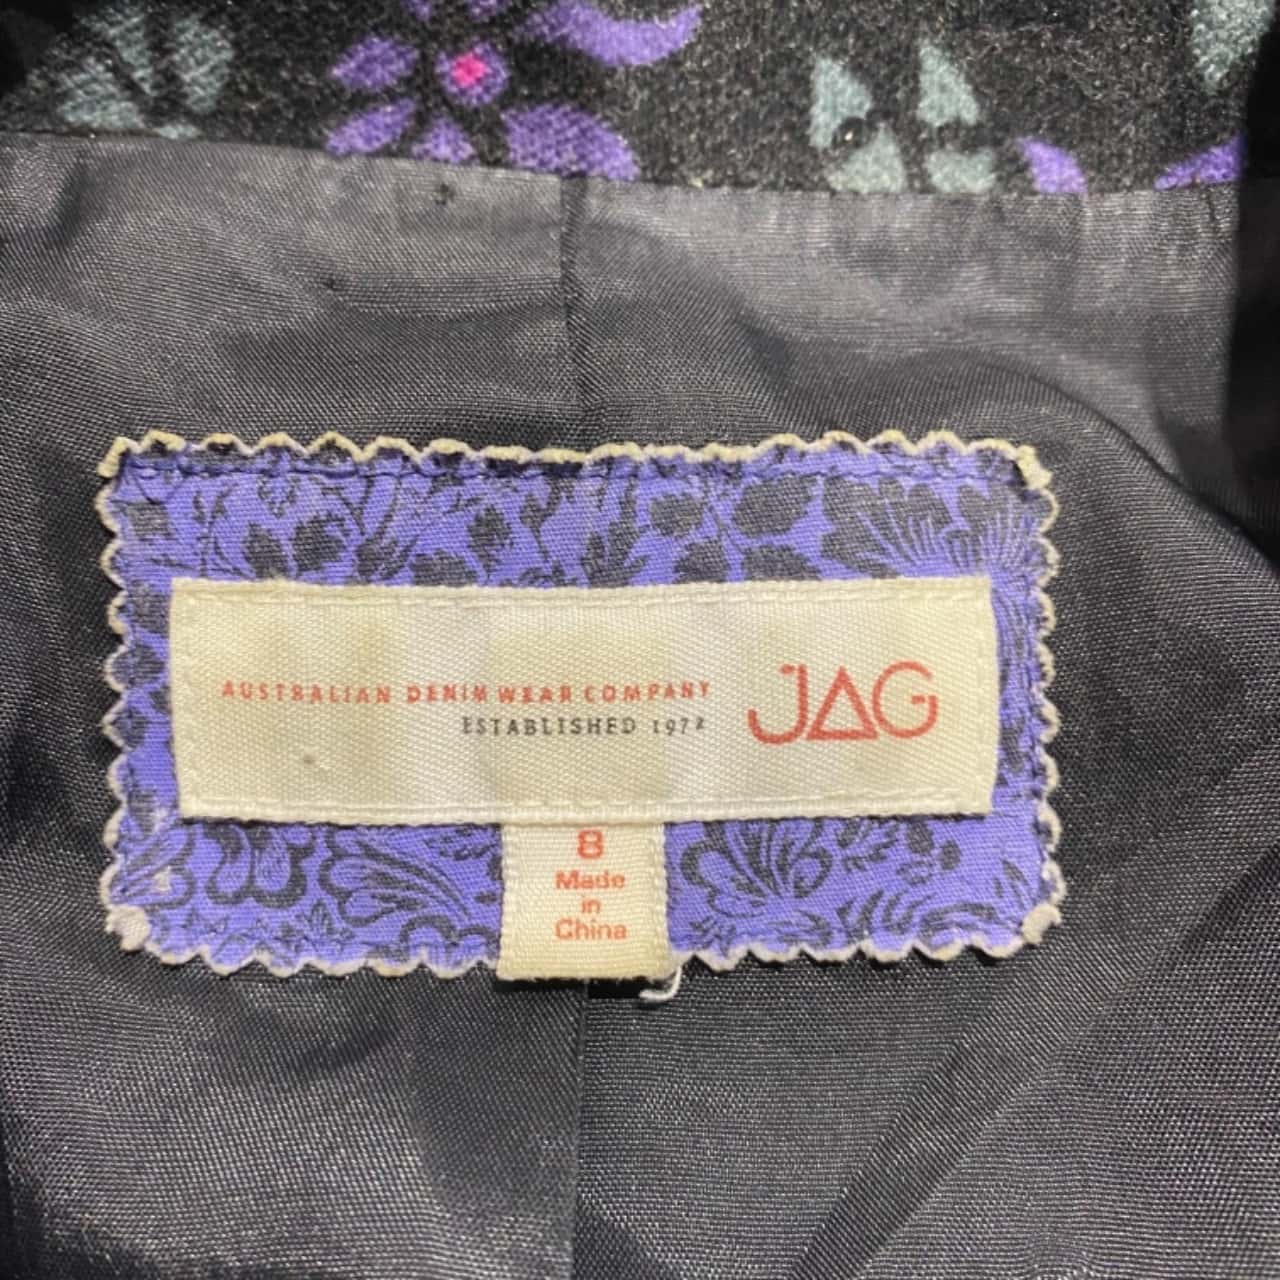 AUSTRALIAN DENIM WEAR COMPANY
ESTABLISHED 1972
JAG
8
Made
in
China